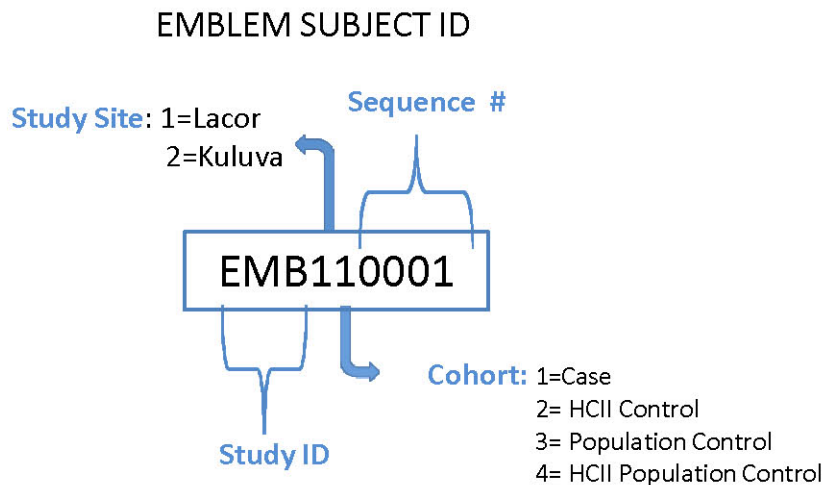 EMBLEM SUBJECT ID
Sequence #
Study Site: 1=Lacor
2=Kuluva
EMB110001
Cohort: 1=Case
2= HCII Control
3= Population Control
4= HCII Population Control
Study ID